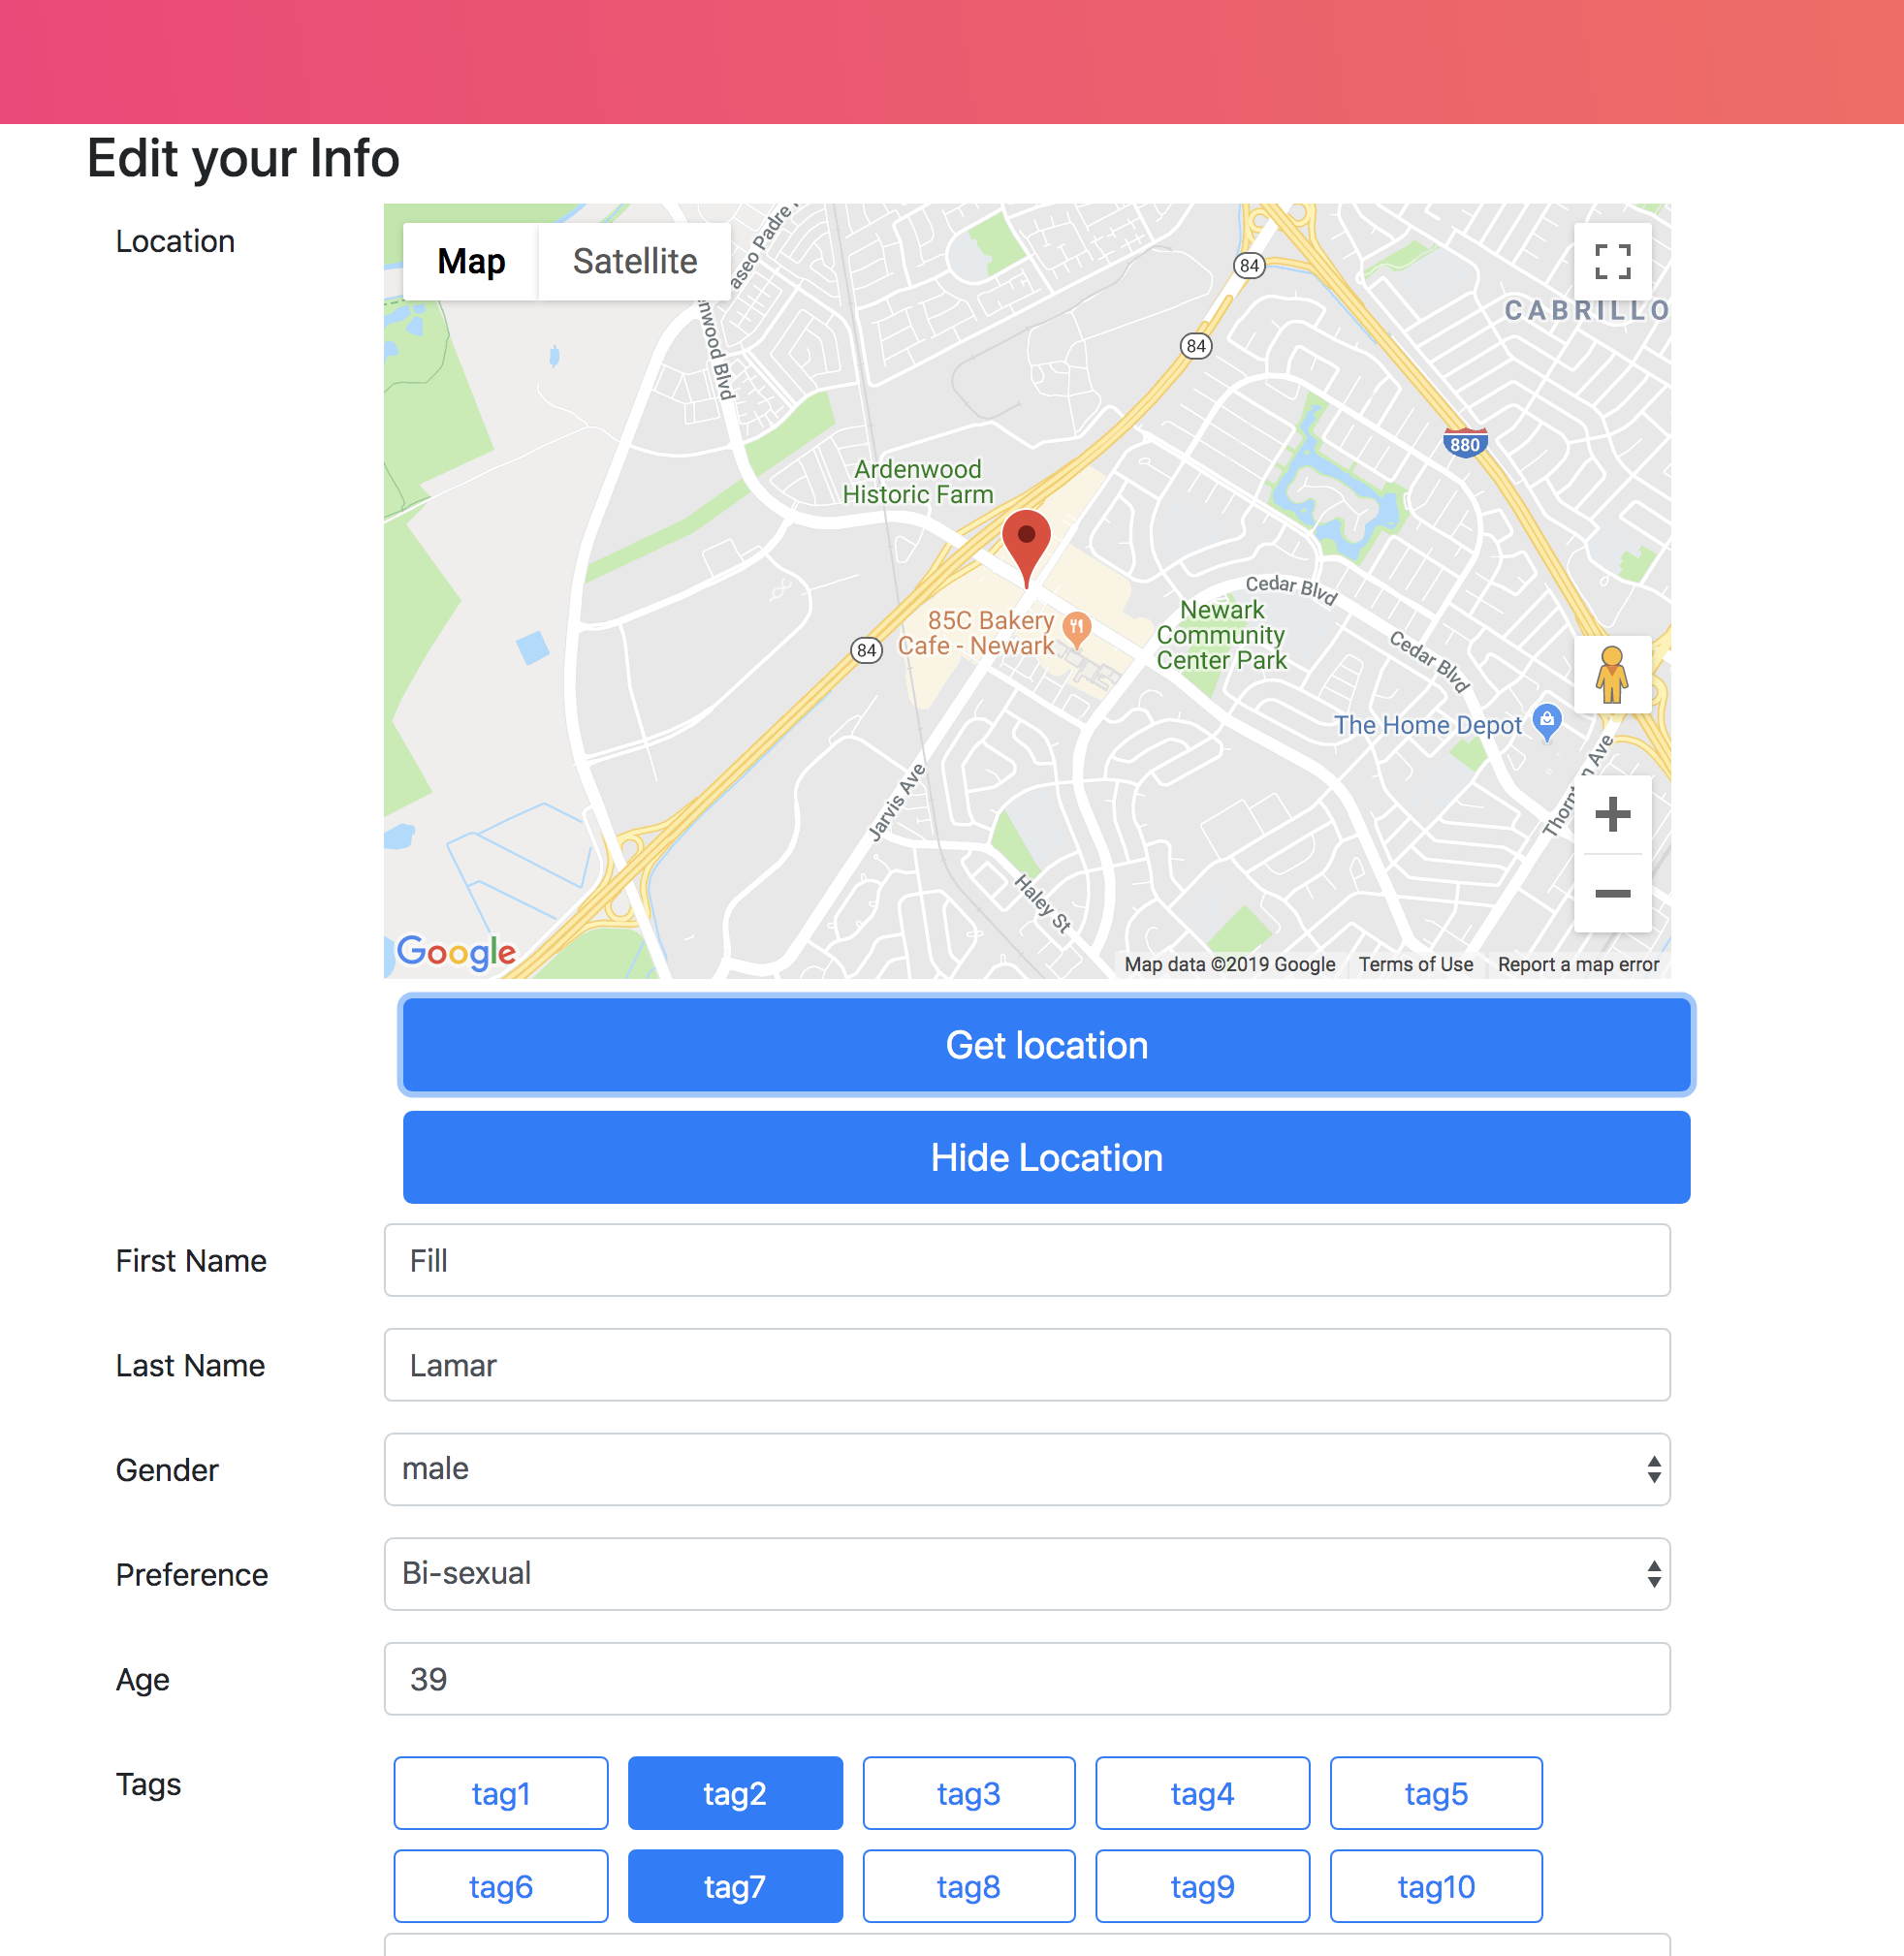 Edit your Info
Location
Map
Satellite
aseo Padre
enwood Blvd
84
84
CABRILLO
880
Ardenwood
Historic Farm
85C Bakery
Cafe - Newark
84
Cedar Blvd
Newark
Community
Center Park
Cedar Blvd
The Home Depot
Jarvis Ave
Haley St
Ave
Google
Map data ©2019 Google
Terms of Use
Report a map error
Get location
Hide Location
First Name
Fill
Last Name
Lamar
Gender
male
Preference
Bi-sexual
Age
39
Tags
tag1
tag2
tag3
tag4
tag5
tag6
tag7
tag8
tag9
tag10